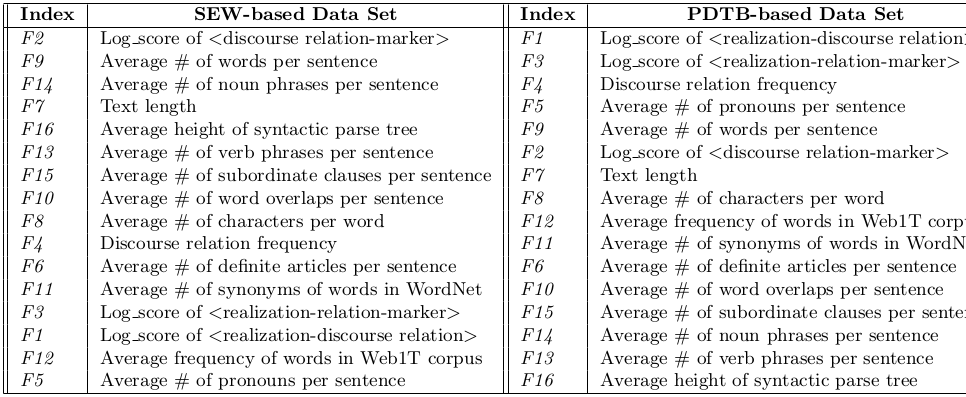 Index SEW-based Data Set Index PDTB-based Data Set
F2 Log_score of <discourse relation-marker> F1 Log_score of <realization-discourse relation
F9 Average # of words per sentence F3 Log_score of <realization-relation-marker>
F14 Average # of noun phrases per sentence F4 Discourse relation frequency
F7 Text length F5 Average # of pronouns per sentence
F16 Average height of syntactic parse tree F9 Average # of words per sentence
F13 Average # of verb phrases per sentence F2 Log_score of <discourse relation-marker>
F15 Average # of subordinate clauses per sentence F7 Text length
F10 Average # of word overlaps per sentence F8 Average # of characters per word
F8 Average # of characters per word F12 Average frequency of words in Web1T corp
F4 Discourse relation frequency F11 Average # of synonyms of words in WordN
F6 Average # of definite articles per sentence F6 Average # of definite articles per sentence
F11 Average # of synonyms of words in WordNet F10 Average # of word overlaps per sentence
F3 Log_score of <realization-relation-marker> F15 Average # of subordinate clauses per sente
F1 Log_score of <realization-discourse relation> F14 Average # of noun phrases per sentence
F12 Average frequency of words in Web1T corpus F13 Average # of verb phrases per sentence
F5 Average # of pronouns per sentence F16 Average height of syntactic parse tree